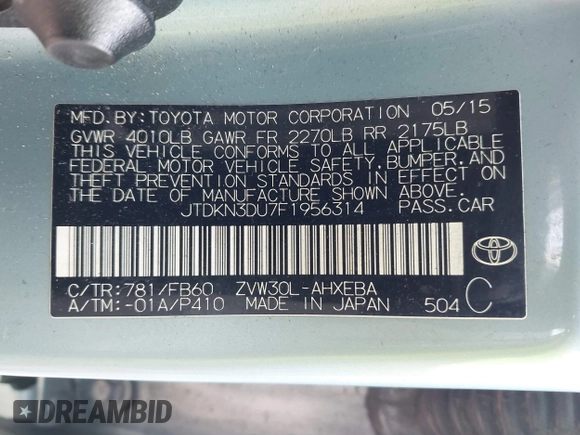 MFD. BY: TOYOTA MOTOR CORPORATION 05/15
GVWR 4010LB GAWR FR 2270LB RR 2175LB
THIS VEHICLE CONFORMS TO ALL APPLICABLE
FEDERAL MOTOR VEHICLE SAFETY, BUMPER, AND
THEFT PREVENTION STANDARDS IN EFFECT ON
THE DATE OF MANUFACTURE SHOWN ABOVE.
JTDKN3DU7F1956314 PASS.CAR
TOYOTA
C/TR: 781/FB60 ZVW30L-AHXEBA
A/TM: -01A/P410 MADE IN JAPAN 504 C
DREAMBID